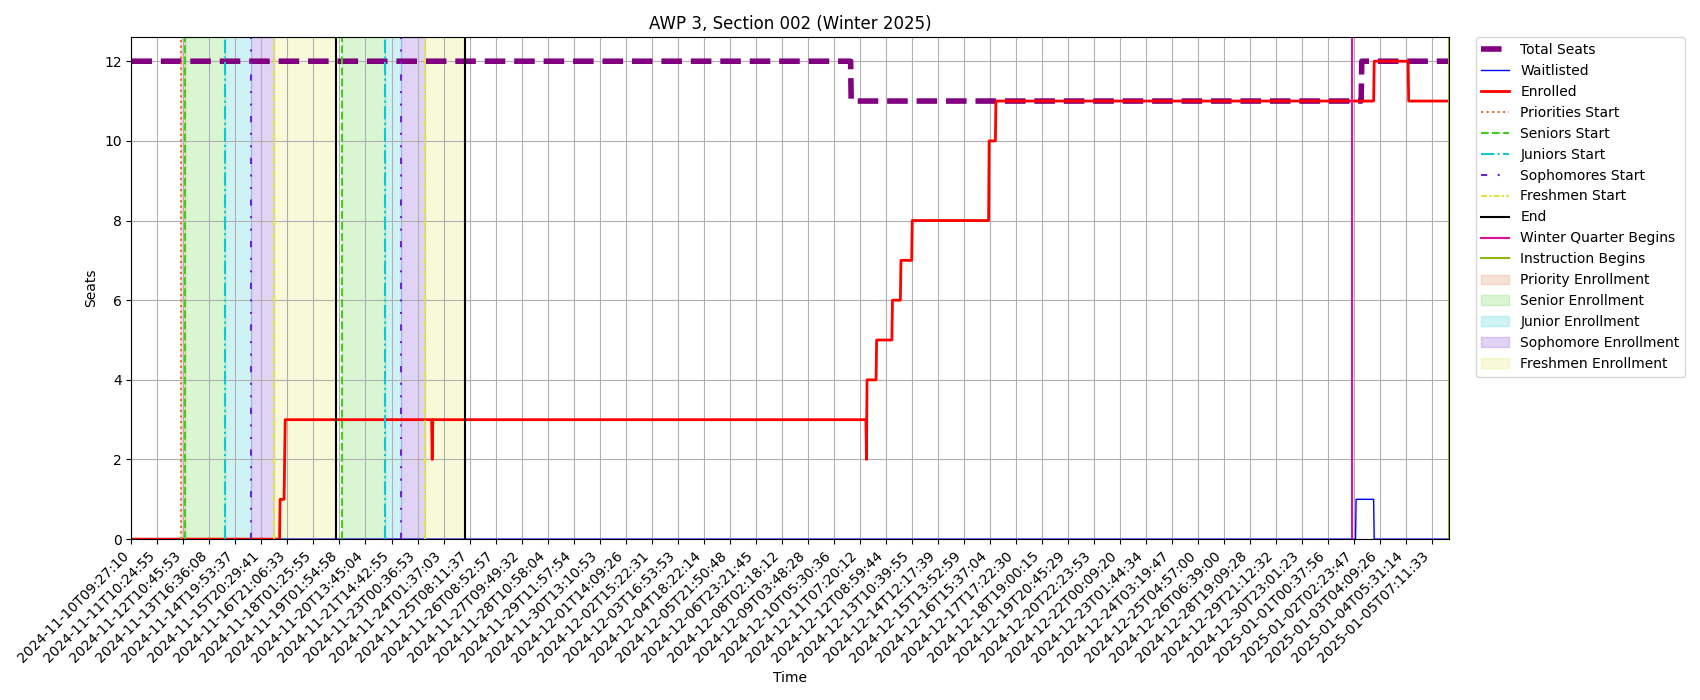 AWP 3, Section 002 (Winter 2025)
Seats
12
10
8
6
4
2
0
2024-11-10T09:27:10
2024-11-11T10:24:55
2024-11-12T10:45:53
2024-11-13T16:36:08
2024-11-14T19:53:37
2024-11-15T20:29:41
2024-11-16T21:06:33
2024-11-18T01:25:55
2024-11-19T01:54:58
2024-11-20T13:45:04
2024-11-21T14:42:55
2024-11-23T00:36:53
2024-11-24T01:37:03
2024-11-25T08:11:37
2024-11-26T08:52:57
2024-11-27T09:49:32
2024-11-28T10:58:04
2024-11-29T11:57:54
2024-11-30T13:10:53
2024-12-01T14:09:26
2024-12-02T15:22:31
2024-12-03T16:53:53
2024-12-04T18:22:14
2024-12-05T21:50:48
2024-12-06T23:21:45
2024-12-08T02:18:12
2024-12-09T03:48:28
2024-12-10T05:30:36
2024-12-11T07:20:12
2024-12-12T08:59:44
2024-12-13T10:39:55
2024-12-14T12:17:39
2024-12-15T13:52:59
2024-12-16T15:37:04
2024-12-17T17:22:30
2024-12-18T19:00:15
2024-12-19T20:45:29
2024-12-20T22:23:53
2024-12-22T00:09:20
2024-12-23T01:44:34
2024-12-24T03:19:47
2024-12-25T04:57:00
2024-12-26T06:39:00
2024-12-28T19:09:28
2024-12-29T21:12:32
2024-12-30T23:01:23
2025-01-01T00:37:56
2025-01-02T02:23:47
2025-01-03T04:09:26
2025-01-04T05:31:14
2025-01-05T07:11:33
Time
Total Seats
Waitlisted
Enrolled
Priorities Start
Seniors Start
Juniors Start
Sophomores Start
Freshmen Start
End
Winter Quarter Begins
Instruction Begins
Priority Enrollment
Senior Enrollment
Junior Enrollment
Sophomore Enrollment
Freshmen Enrollment